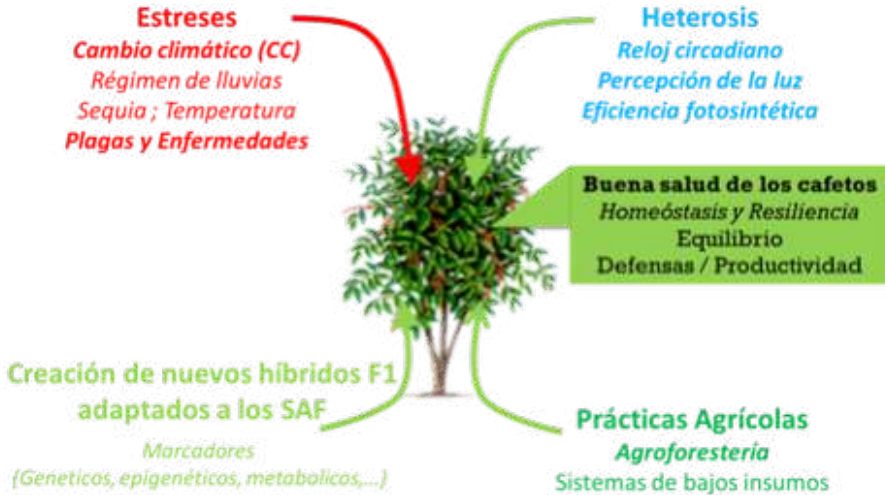 Estreses
Cambio climático (CC)
Régimen de lluvias
Sequia ; Temperatura
Plagas y Enfermedades
Heterosis
Reloj circadiano
Percepción de la luz
Eficiencia fotosintética
Buena salud de los cafetos
Homeóstasis y Resiliencia
Equilibrio
Defensas / Productividad
Creación de nuevos híbridos F1
adaptados a los SAF
Marcadores
(Geneticos, epigenéticos, metabolicos,...)
Prácticas Agrícolas
Agroforestería
Sistemas de bajos insumos